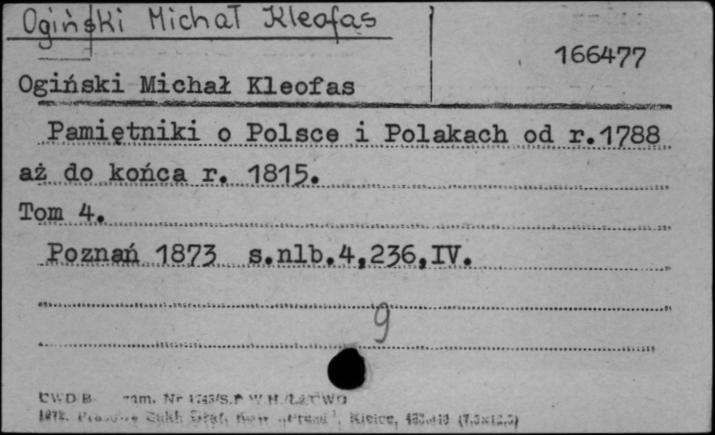 Ogiński Michał Kleofas
166477
Ogiński Michał Kleofas
Pamiętniki o Polsce i Polakach od r.1788
aż do końca r. 1815.
Tom 4.
Poznań 1873 s.nlb.4,236,IV.
9
Kielce,